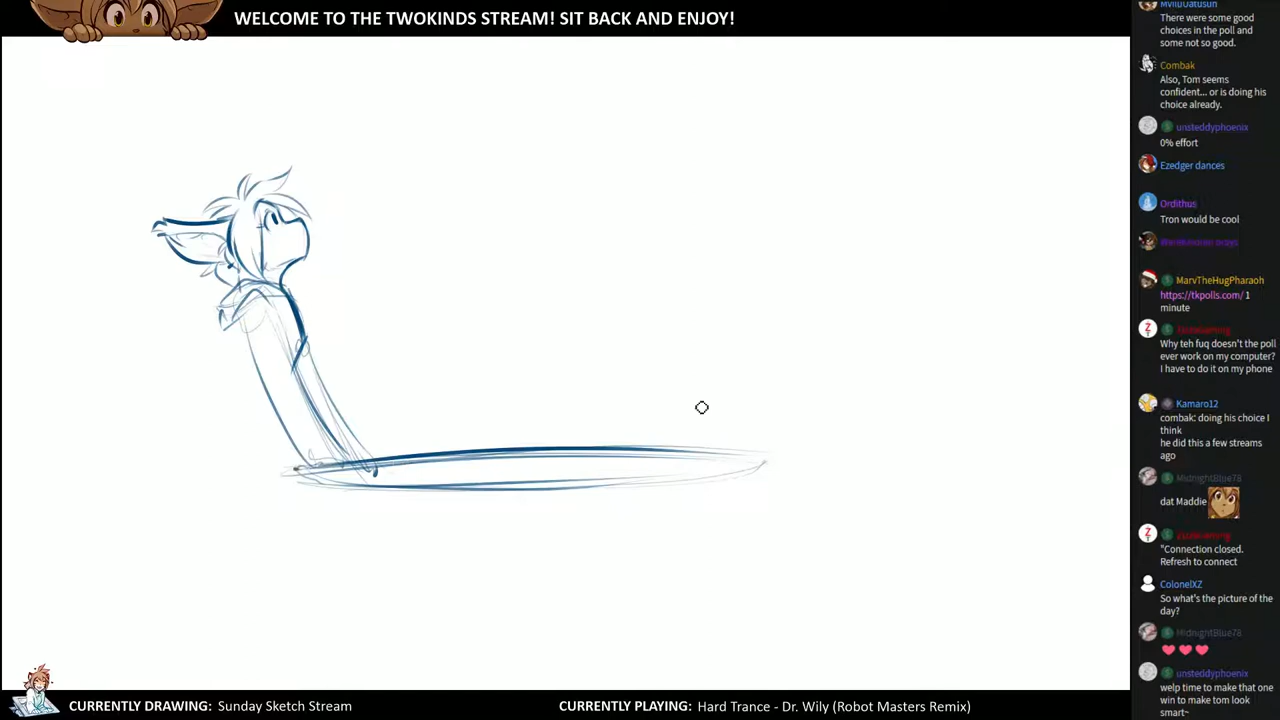 WELCOME TO THE TWOKINDS STREAM! SIT BACK AND ENJOY!
There were some good
choices in the poll and
some not so good.
Combak
Also, Tom seems
confident... or is doing his
choice already.
unsteddyphoenix
0% effort
Ezedger dances
Ordithus
Tron would be cool
MarvTheHugPharaoh
https://tkpolls.com/ 1
minute
Why teh fuq doesn't the poll
ever work on my computer?
I have to do it on my phone
Kamaro12
combak: doing his choice I
think
he did this a few streams
ago
MidnightBlue78
dat Maddie
"Connection closed.
Refresh to connect
ColonelXZ
So what's the picture of the
day?
MidnightBlue78
unsteddyphoenix
welp time to make that one
win to make tom look
smart~
CURRENTLY DRAWING: Sunday Sketch Stream
CURRENTLY PLAYING: Hard Trance - Dr. Wily (Robot Masters Remix)